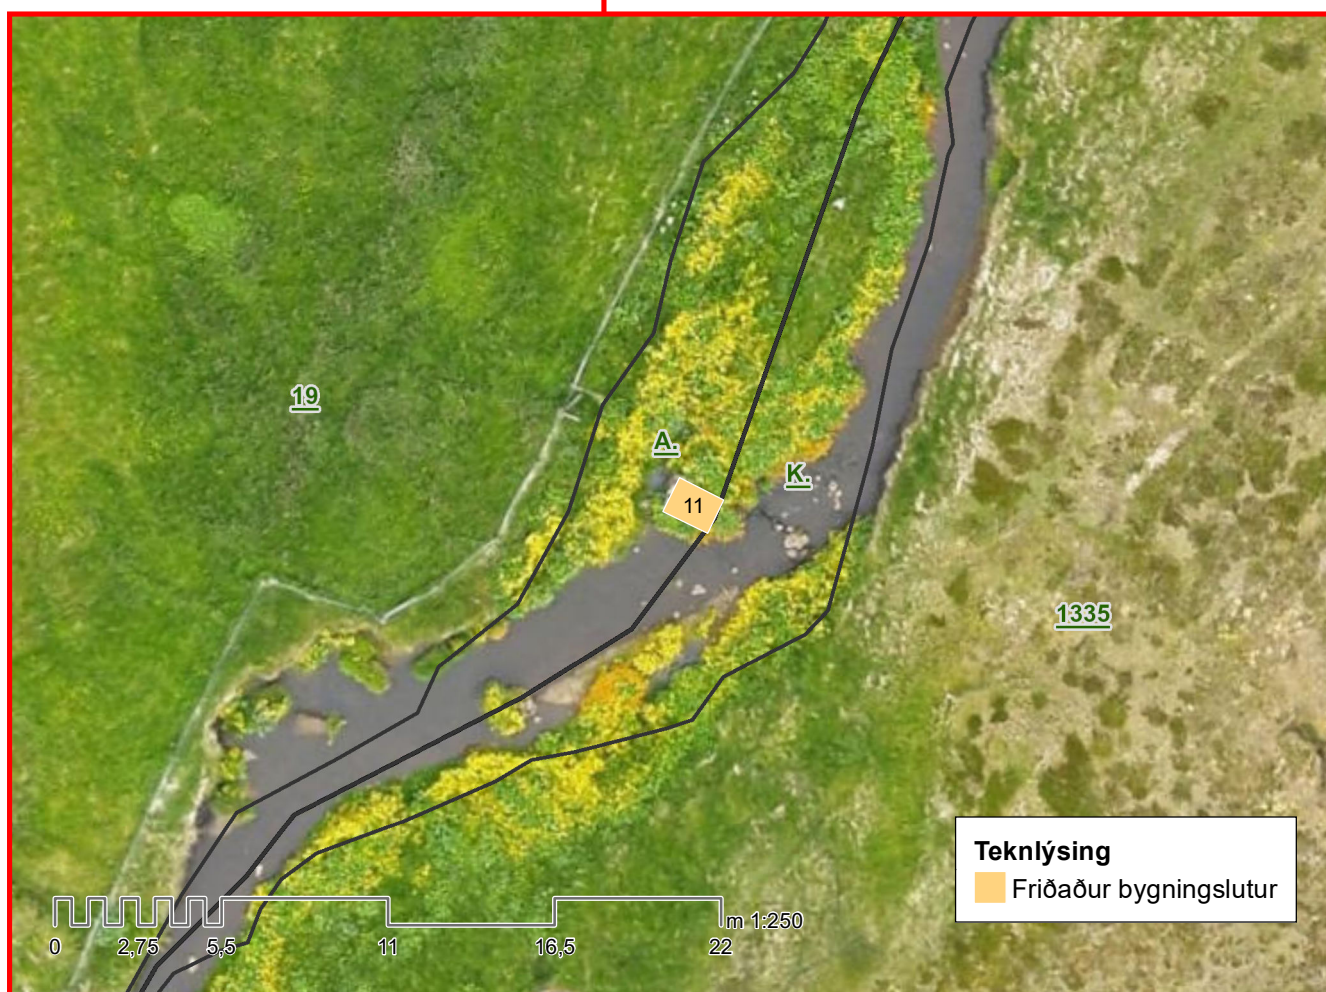 19
A.
K.
11
1335
Teknlýsing
Friðaður bygningslutur
m 1:250
0 2,75 5,5 11 16,5 22